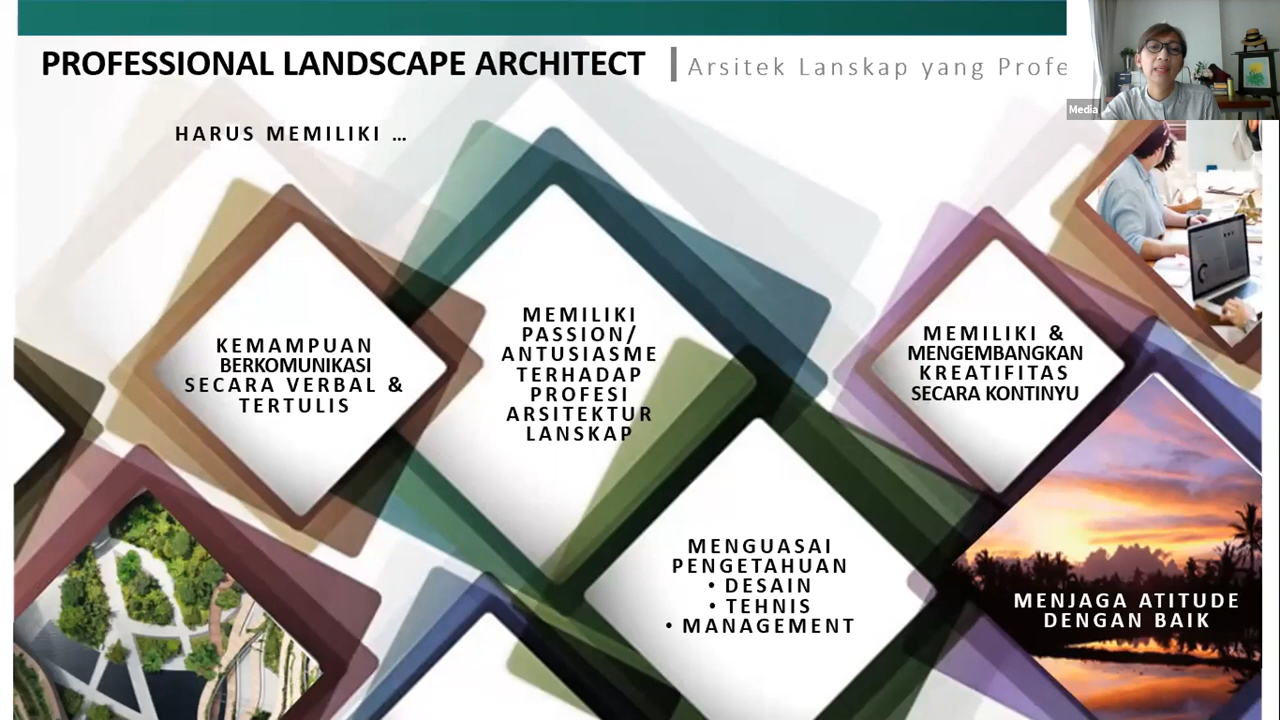 PROFESSIONAL LANDSCAPE ARCHITECT
Arsitek Lanskap yang Profe
Media
HARUS MEMILIKI ...
KEMAMPUAN
BERKOMUNIKASI
SECARA VERBAL &
TERTULIS
MEMILIKI
PASSION/
ANTUSIASME
TERHADAP
PROFESI
ARSITEKTUR
LANSKAP
MEMILIKI &
MENGEMBANGKAN
KREATIFITAS
SECARA KONTINYU
MENGUASAI
PENGETAHUAN
• DESAIN
• TEHNIS
• MANAGEMENT
MENJAGA ATITUDE
DENGAN BAIK